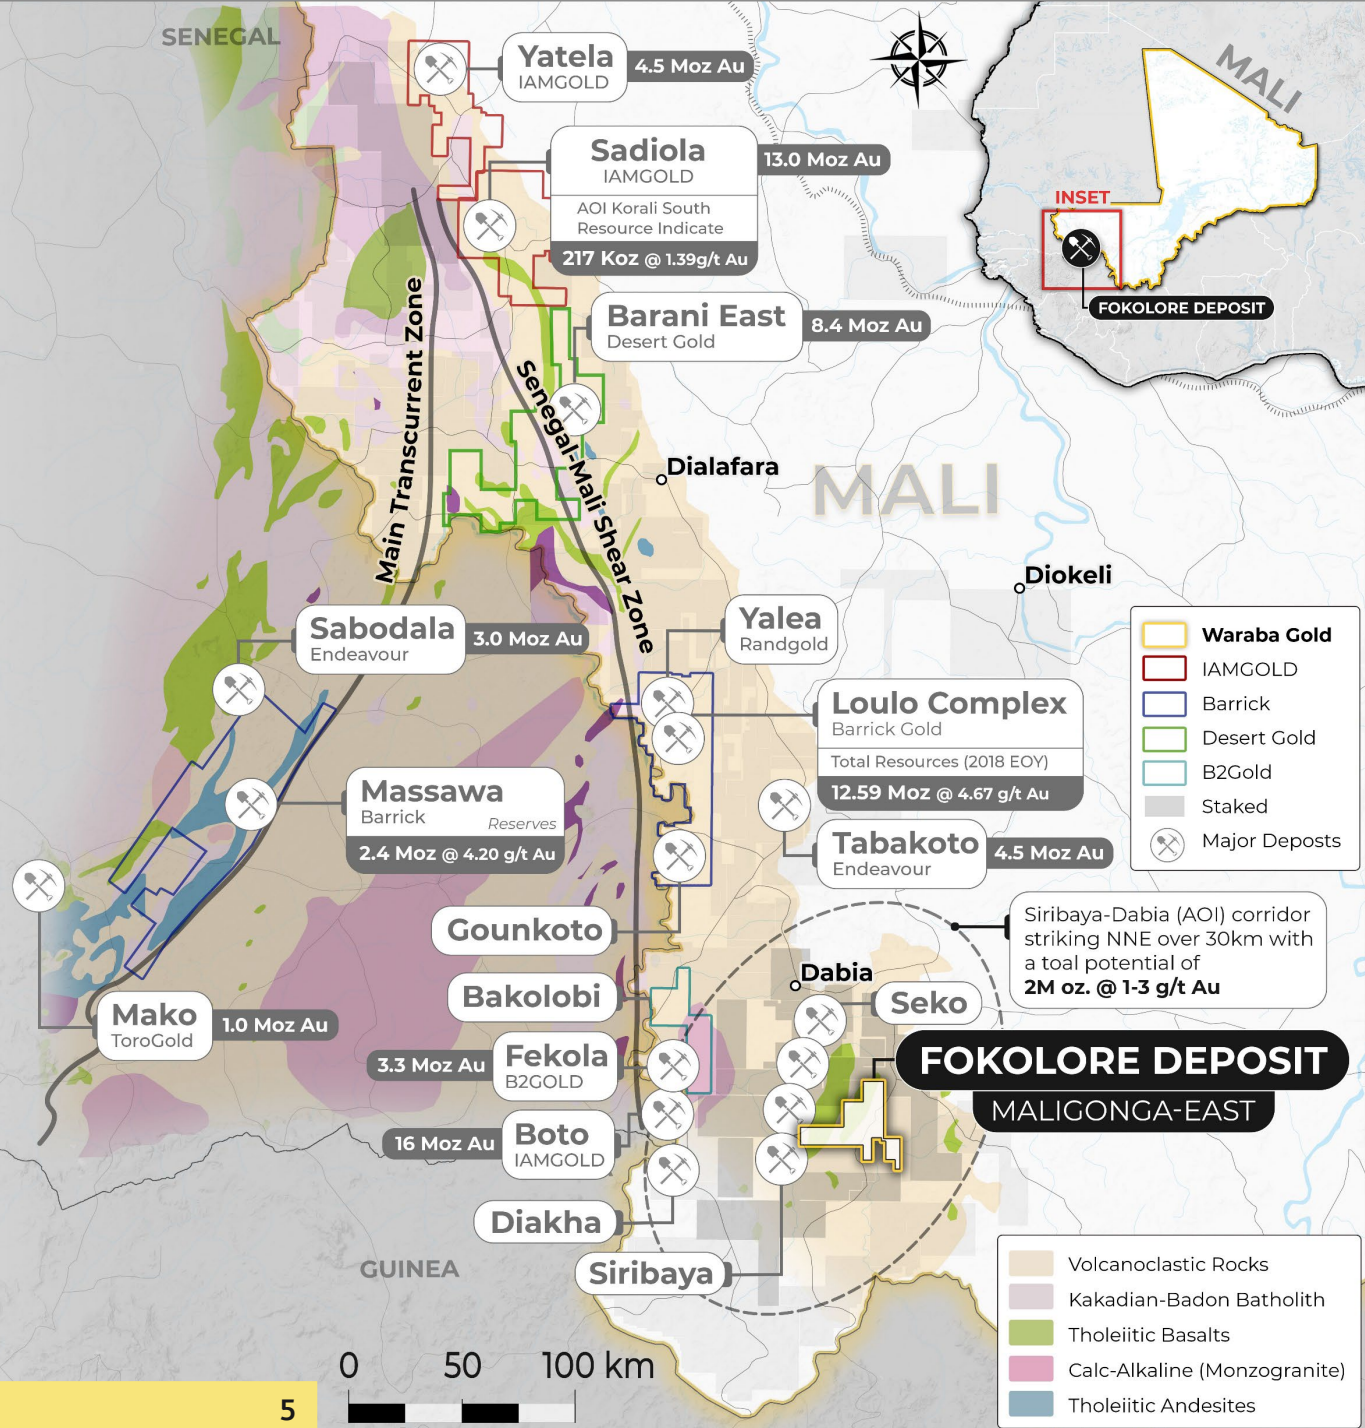 SENEGAL
Yatela
IAMGOLD
4.5 Moz Au
Sadiola
IAMGOLD
13.0 Moz Au
AOI Korali South
Resource Indicate
217 Koz @ 1.39g/t Au
MALI
INSET
FOKOLORE DEPOSIT
Barani East
Desert Gold
8.4 Moz Au
Main Transcurrent Zone
Senegal-Mali Shear Zone
Dialafara
MALI
Diokeli
Sabodala
Endeavour
3.0 Moz Au
Yalea
Randgold
Loulo Complex
Barrick Gold
Total Resources (2018 EOY)
12.59 Moz @ 4.67 g/t Au
Massawa
Barrick
Reserves
2.4 Moz @ 4.20 g/t Au
Tabakoto
Endeavour
4.5 Moz Au
Waraba Gold
IAMGOLD
Barrick
Desert Gold
B2Gold
Staked
Major Deposts
Gounkoto
Siribaya-Dabia (AOI) corridor
striking NNE over 30km with
a toal potential of
2M oz. @ 1-3 g/t Au
Bakolobi
Dabia
Seko
Mako
ToroGold
1.0 Moz Au
3.3 Moz Au
Fekola
B2GOLD
FOKOLORE DEPOSIT
MALIGONGA-EAST
16 Moz Au
Boto
IAMGOLD
Diakha
Siribaya
GUINEA
Volcanoclastic Rocks
Kakadian-Badon Batholith
Tholeiitic Basalts
Calc-Alkaline (Monzogranite)
Tholeiitic Andesites
0 50 100 km
5